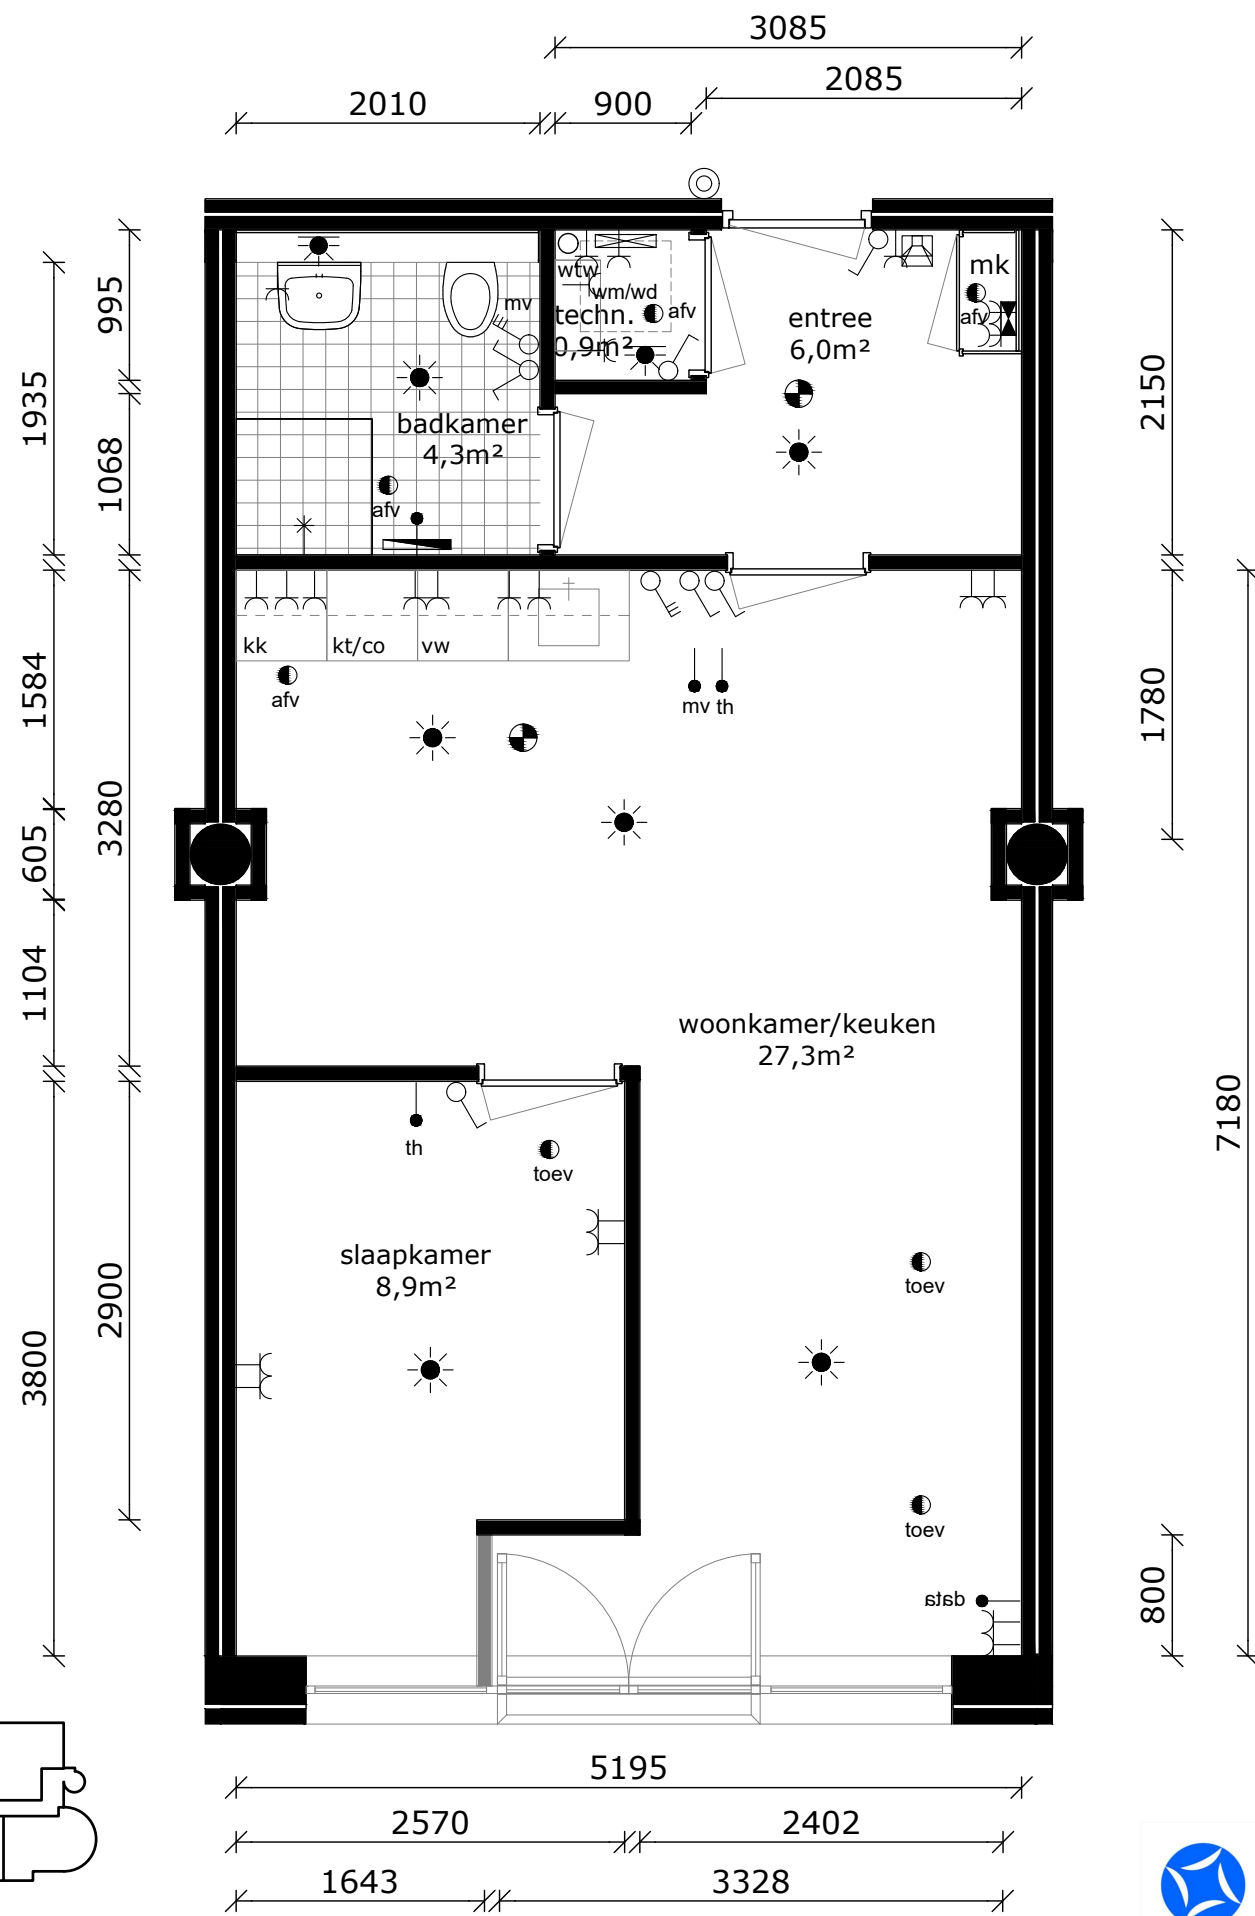 3085
2085
2010
900
995
1935
1068
2150
mk
wtw
wm/wd
mv
afv
techn.
0,9m²
afv
entree
6,0m²
badkamer
4,3m²
afv
kk
kt/co
vw
afv
mv
th
1584
1780
3280
605
1104
woonkamer/keuken
27,3m²
7180
th
toev
slaapkamer
8,9m²
toev
2900
3800
toev
data
800
5195
2570
2402
1643
3328